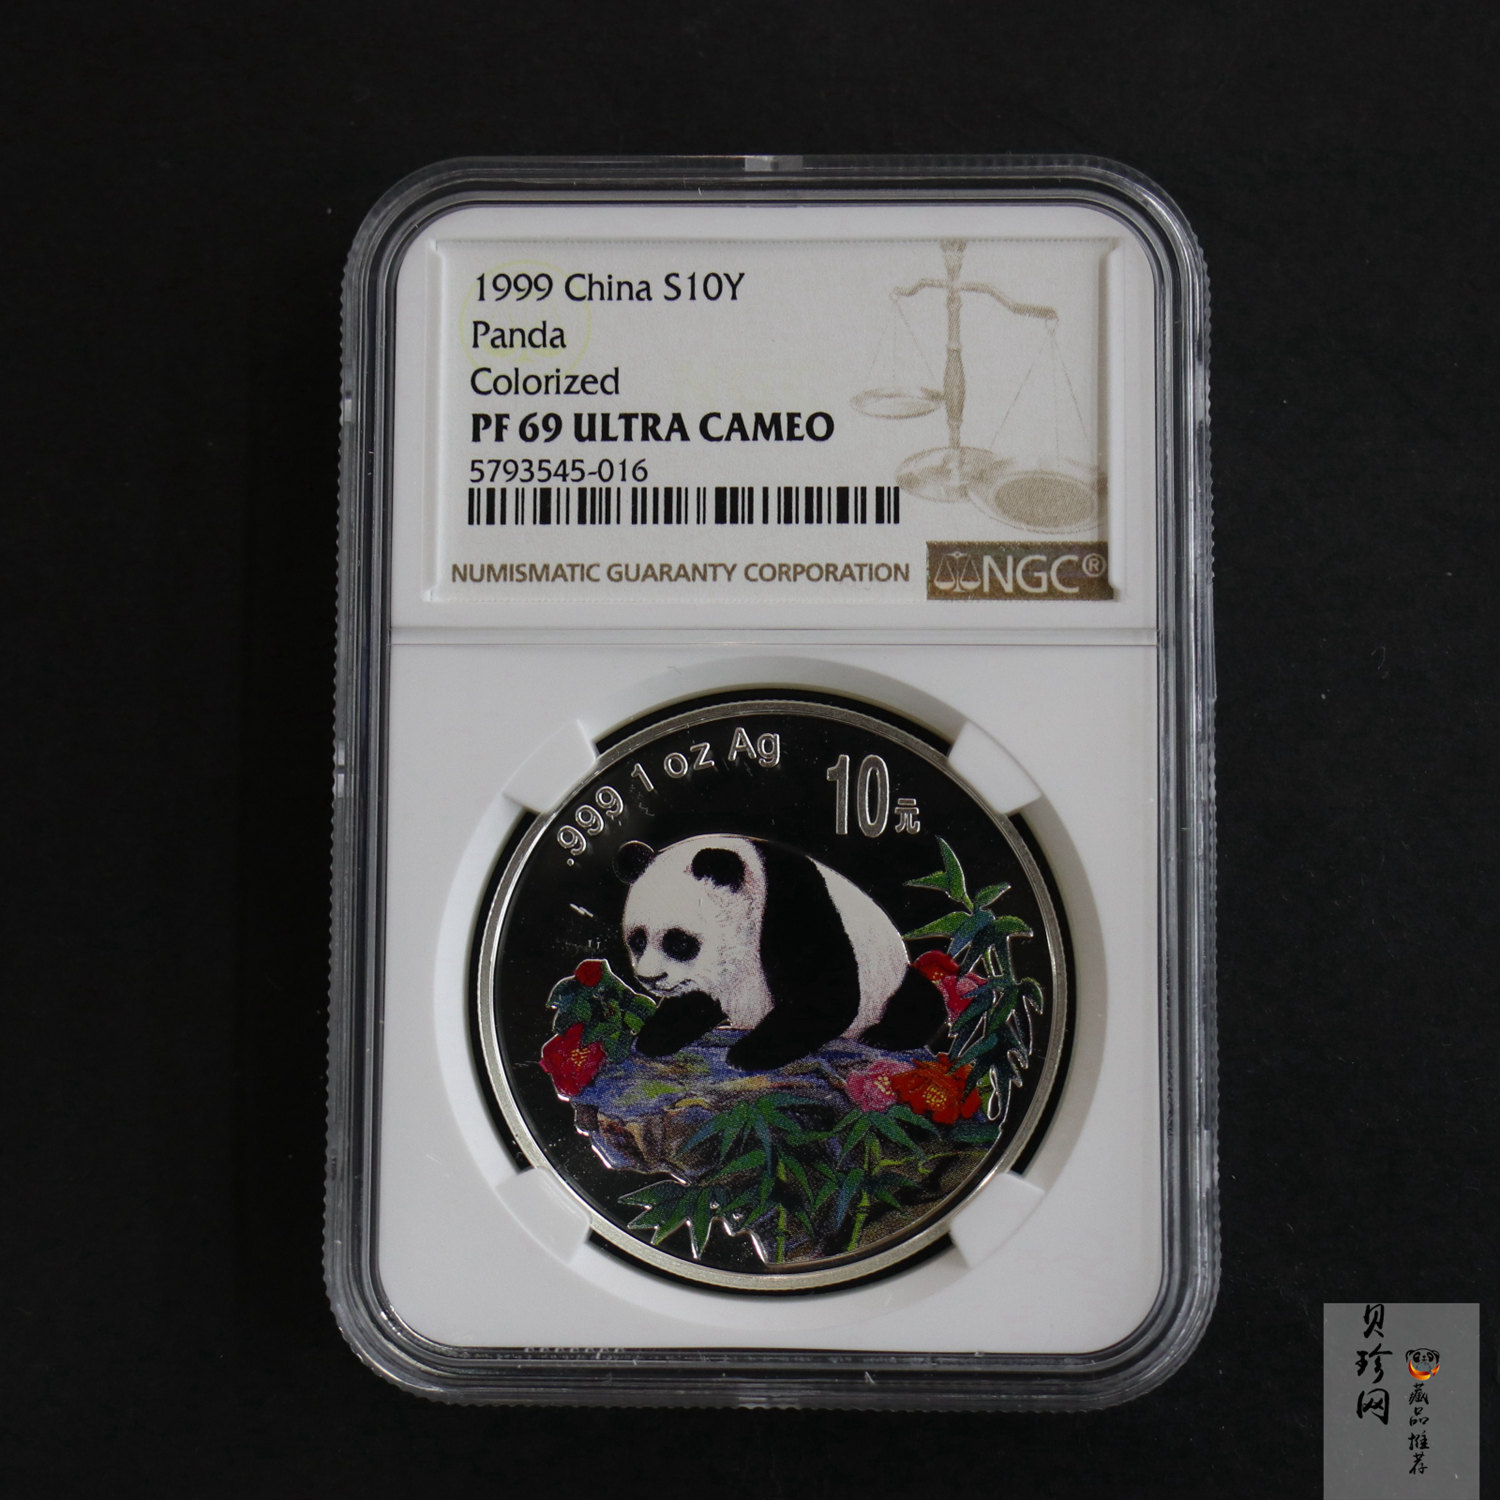 1999 China S10Y
Panda
Colorized
PF 69 ULTRA CAMEO
5793545-016
NUMISMATIC GUARANTY CORPORATION
NGC®
.999 1 oz Ag
10元
贝珍网
藏品推荐